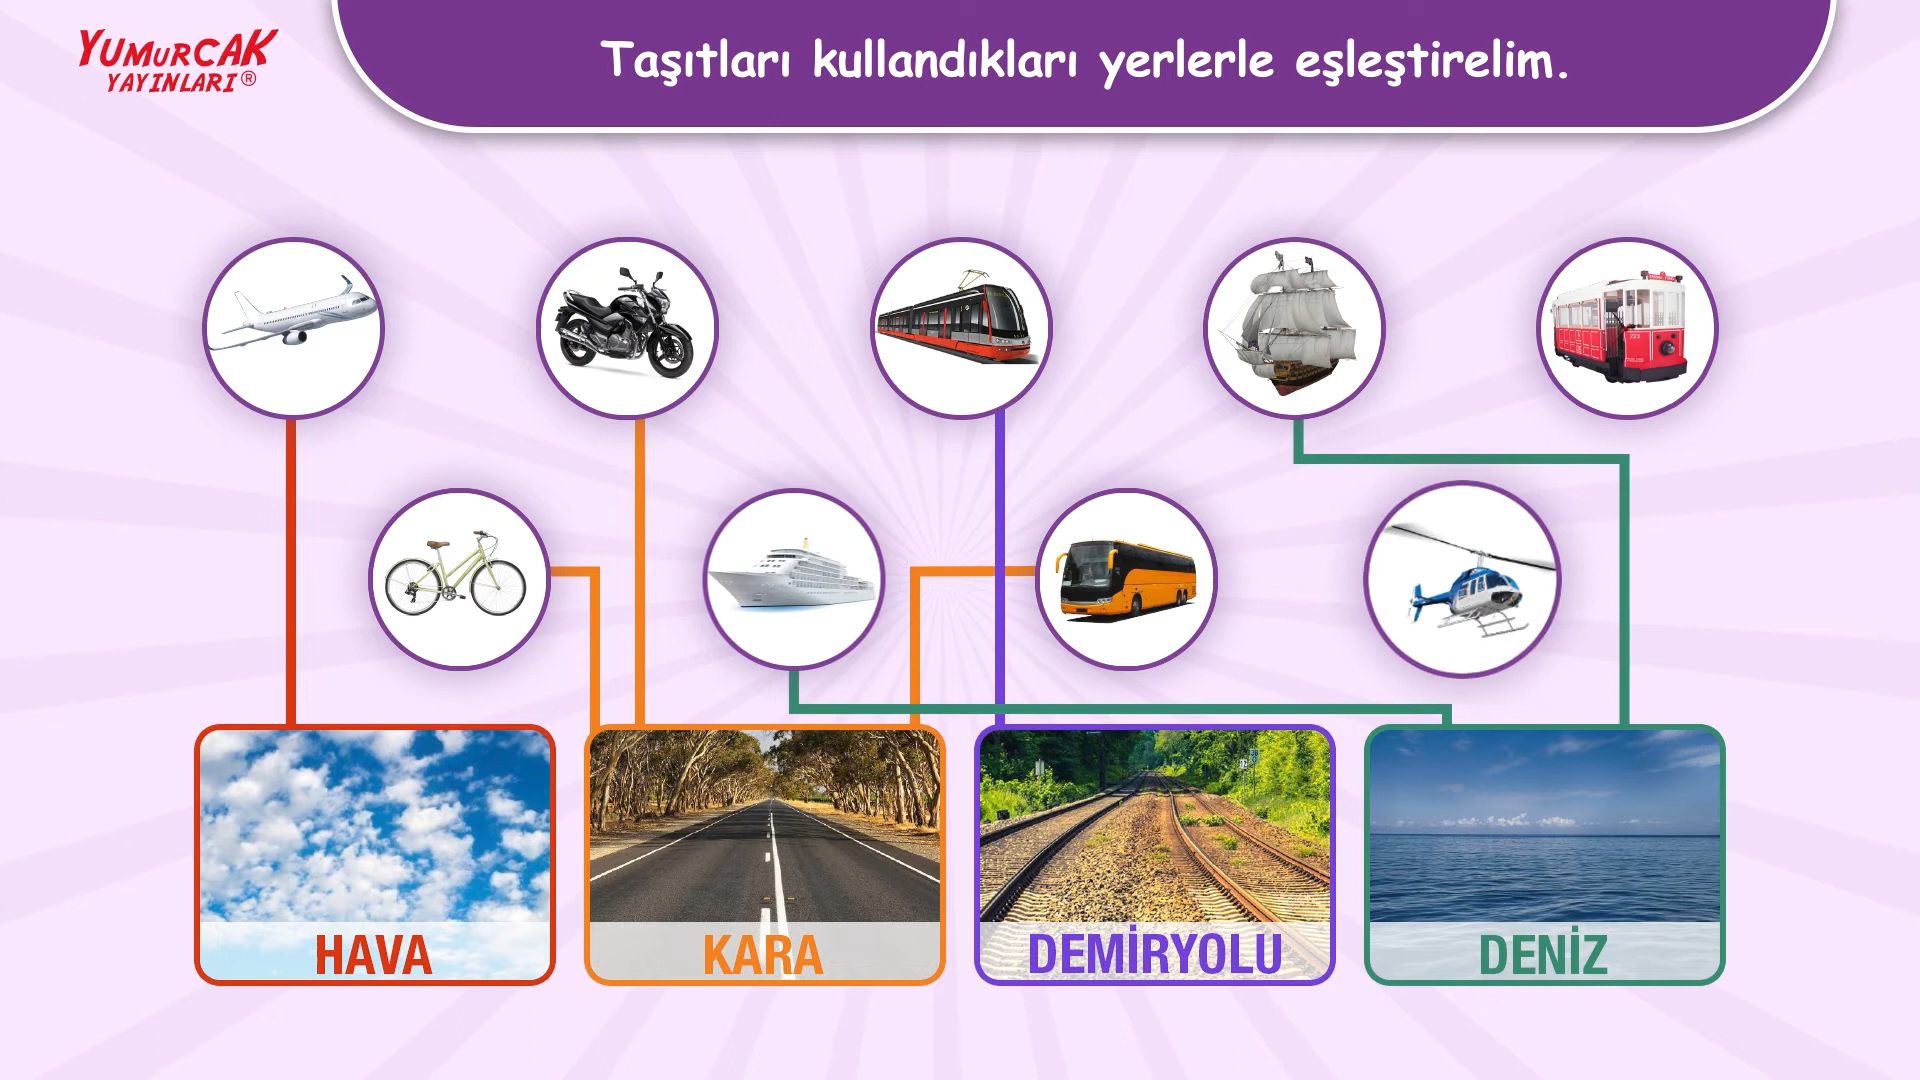 YUMURCAK
YAYINLARI®
Taşıtları kullandıkları yerlerle eşleştirelim.
HAVA
KARA
DEMİRYOLU
DENİZ